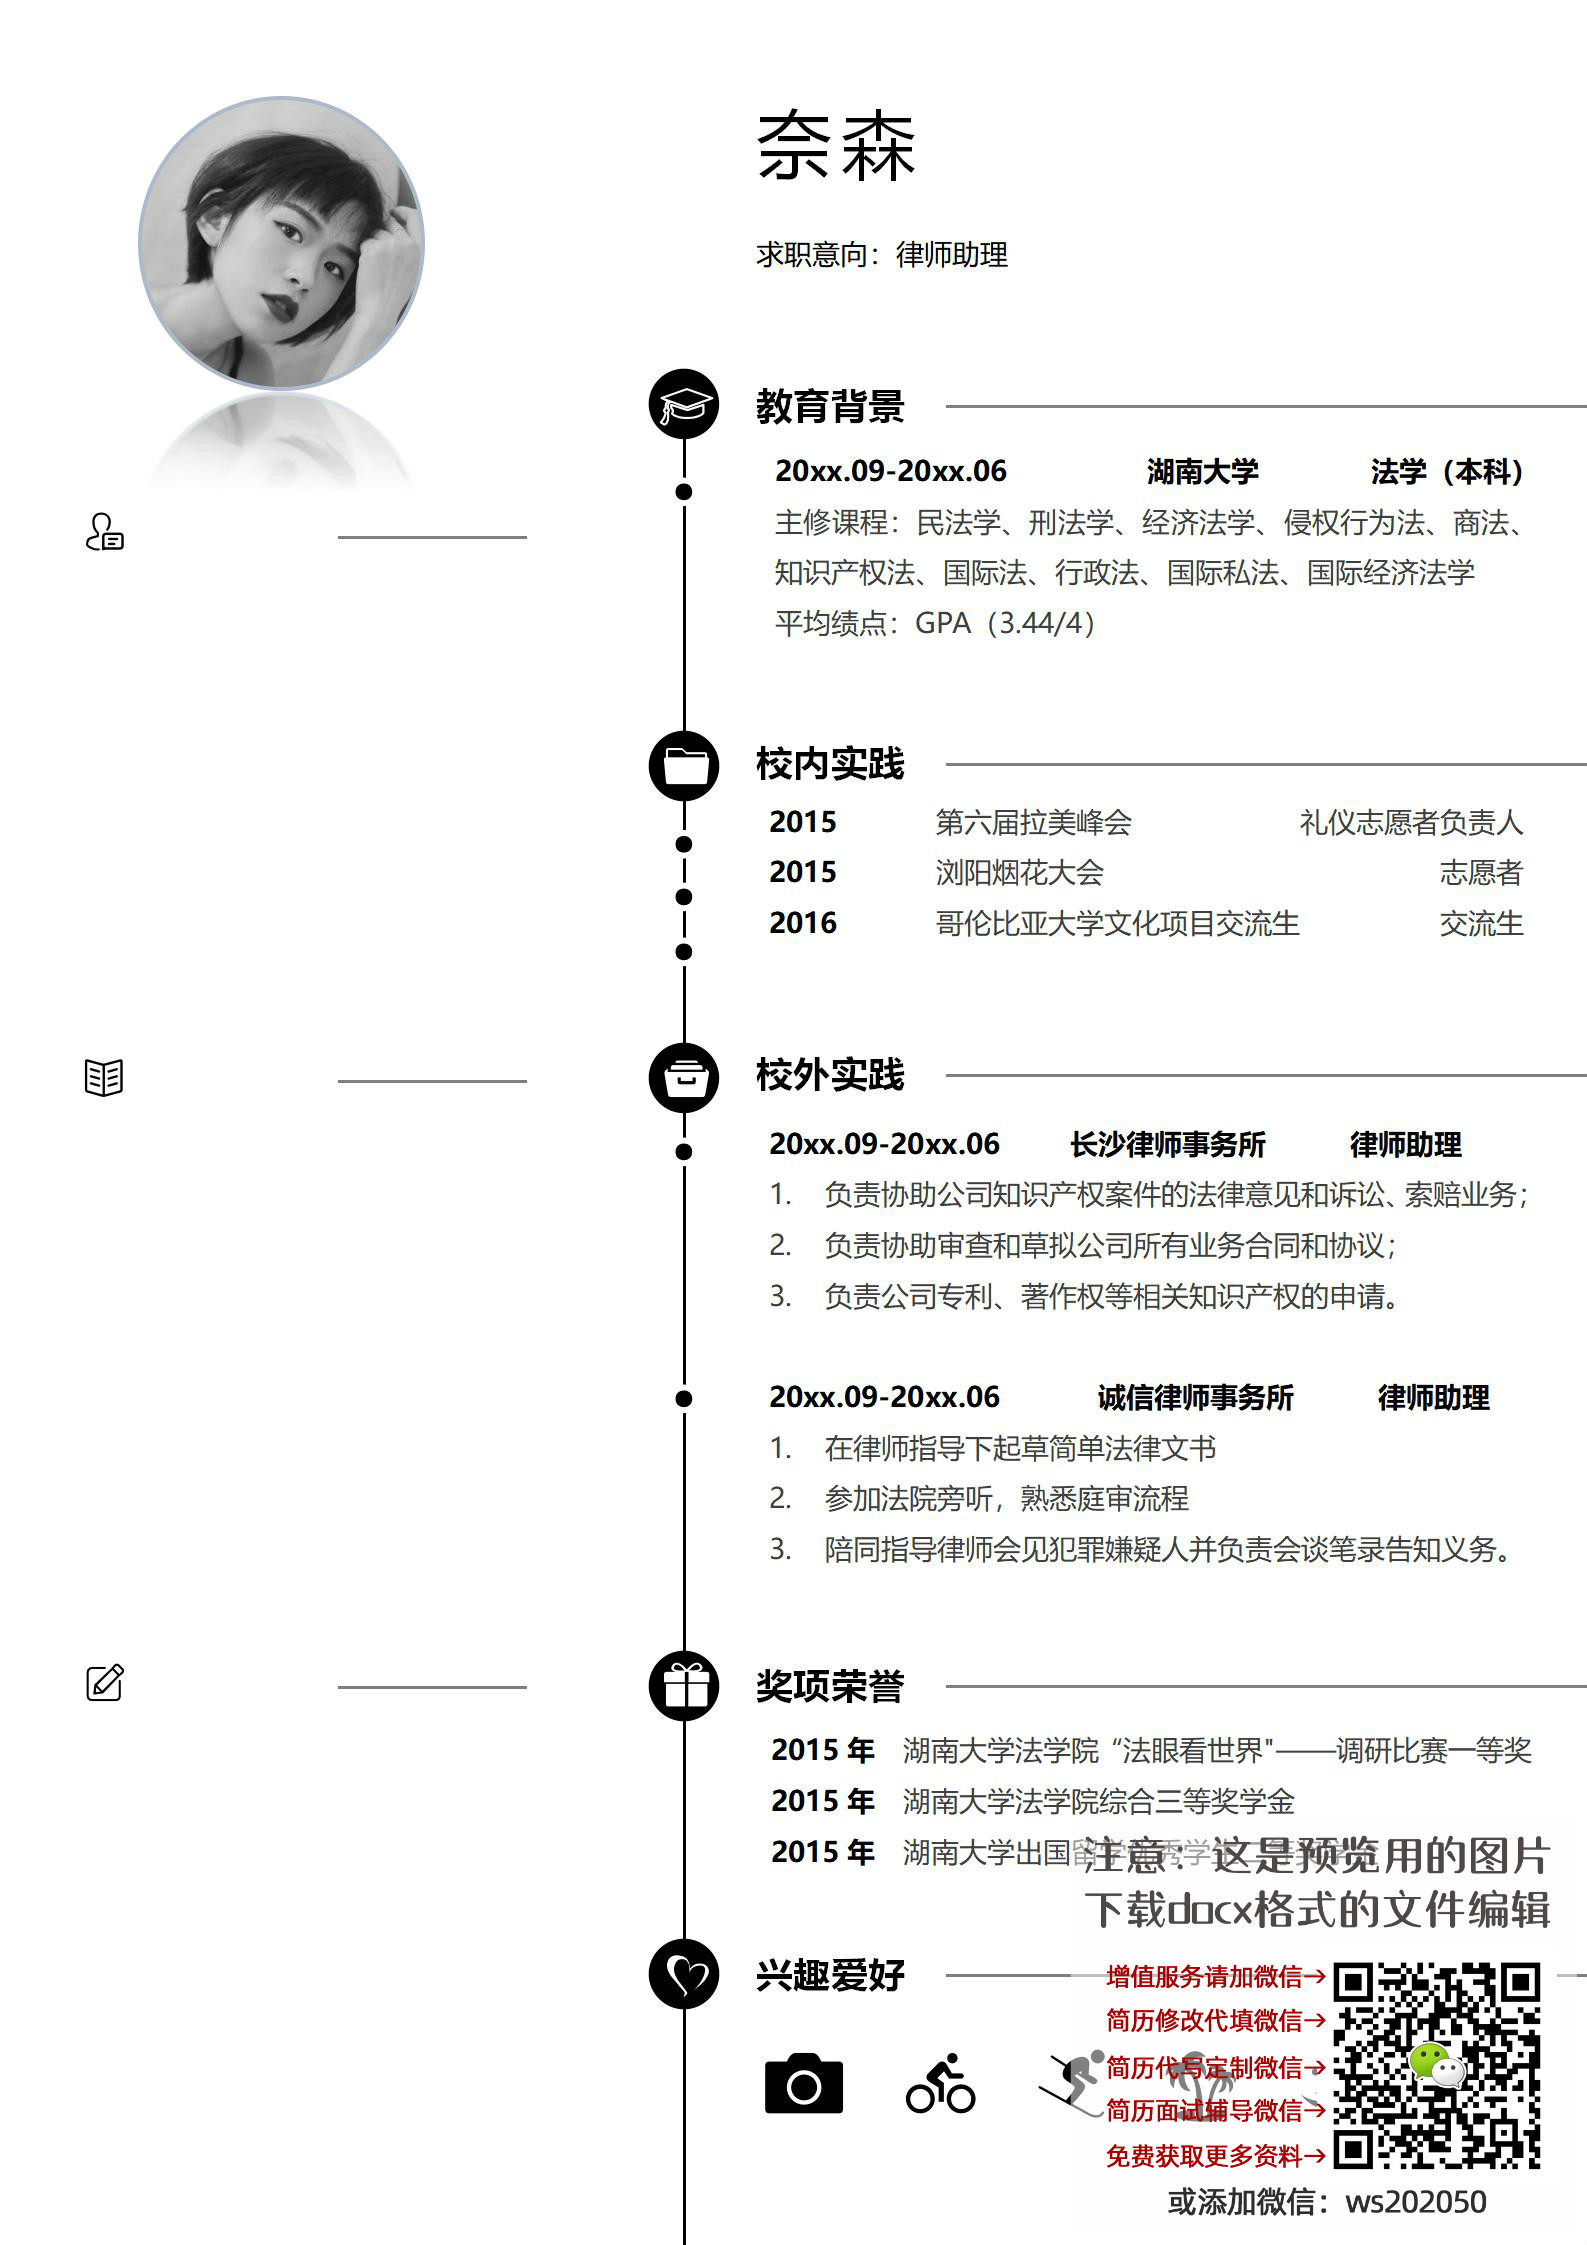 奈森
求职意向：律师助理
教育背景
20xx.09-20xx.06 湖南大学 法学（本科）
主修课程：民法学、刑法学、经济法学、侵权行为法、商法、
知识产权法、国际法、行政法、国际私法、国际经济法学
平均绩点：GPA（3.44/4）
校内实践
2015 第六届拉美峰会 礼仪志愿者负责人
2015 浏阳烟花大会 志愿者
2016 哥伦比亚大学文化项目交流生 交流生
校外实践
20xx.09-20xx.06 长沙律师事务所 律师助理
1. 负责协助公司知识产权案件的法律意见和诉讼、索赔业务；
2. 负责协助审查和草拟公司所有业务合同和协议；
3. 负责公司专利、著作权等相关知识产权的申请。
20xx.09-20xx.06 诚信律师事务所 律师助理
1. 在律师指导下起草简单法律文书
2. 参加法院旁听，熟悉庭审流程
3. 陪同指导律师会见犯罪嫌疑人并负责会谈笔录告知义务。
奖项荣誉
2015 年 湖南大学法学院“法眼看世界"——调研比赛一等奖
2015 年 湖南大学法学院综合三等奖学金
2015 年 湖南大学出国留学优秀学生二等奖学金
注意：这是预览用的图片
下载docx格式的文件编辑
兴趣爱好
增值服务请加微信→
简历修改代填微信→
简历代写定制微信→
简历面试辅导微信→
免费获取更多资料→
或添加微信：ws202050